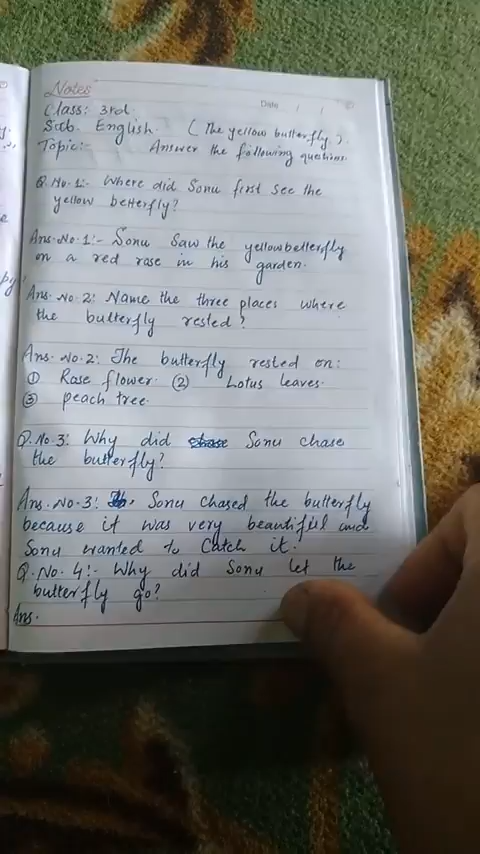 Notes
Date / / 
Class: 3rd.
Sub. English. (The yellow butterfly).
Topic:- Answer the following question.
Q.No.1:- Where did Sonu first see the
yellow betterfly?
Ans.No.1:- Sonu Saw the yellowbetterfly
on a red rose in his garden.
Ans.No.2: Name the three places where
the butterfly rested?
Ans.No.2: The butterfly rested on:
① Rose flower. ② Lotus leaves.
③ peach tree.
Q.No.3: Why did Sonu chase
the butterfly?
Ans.No.3: Sonu chased the butterfly
because it was very beautiful and
Sonu wanted to Catch it.
Q.No.4:- Why did Sonu let the
butterfly go?
Ans.